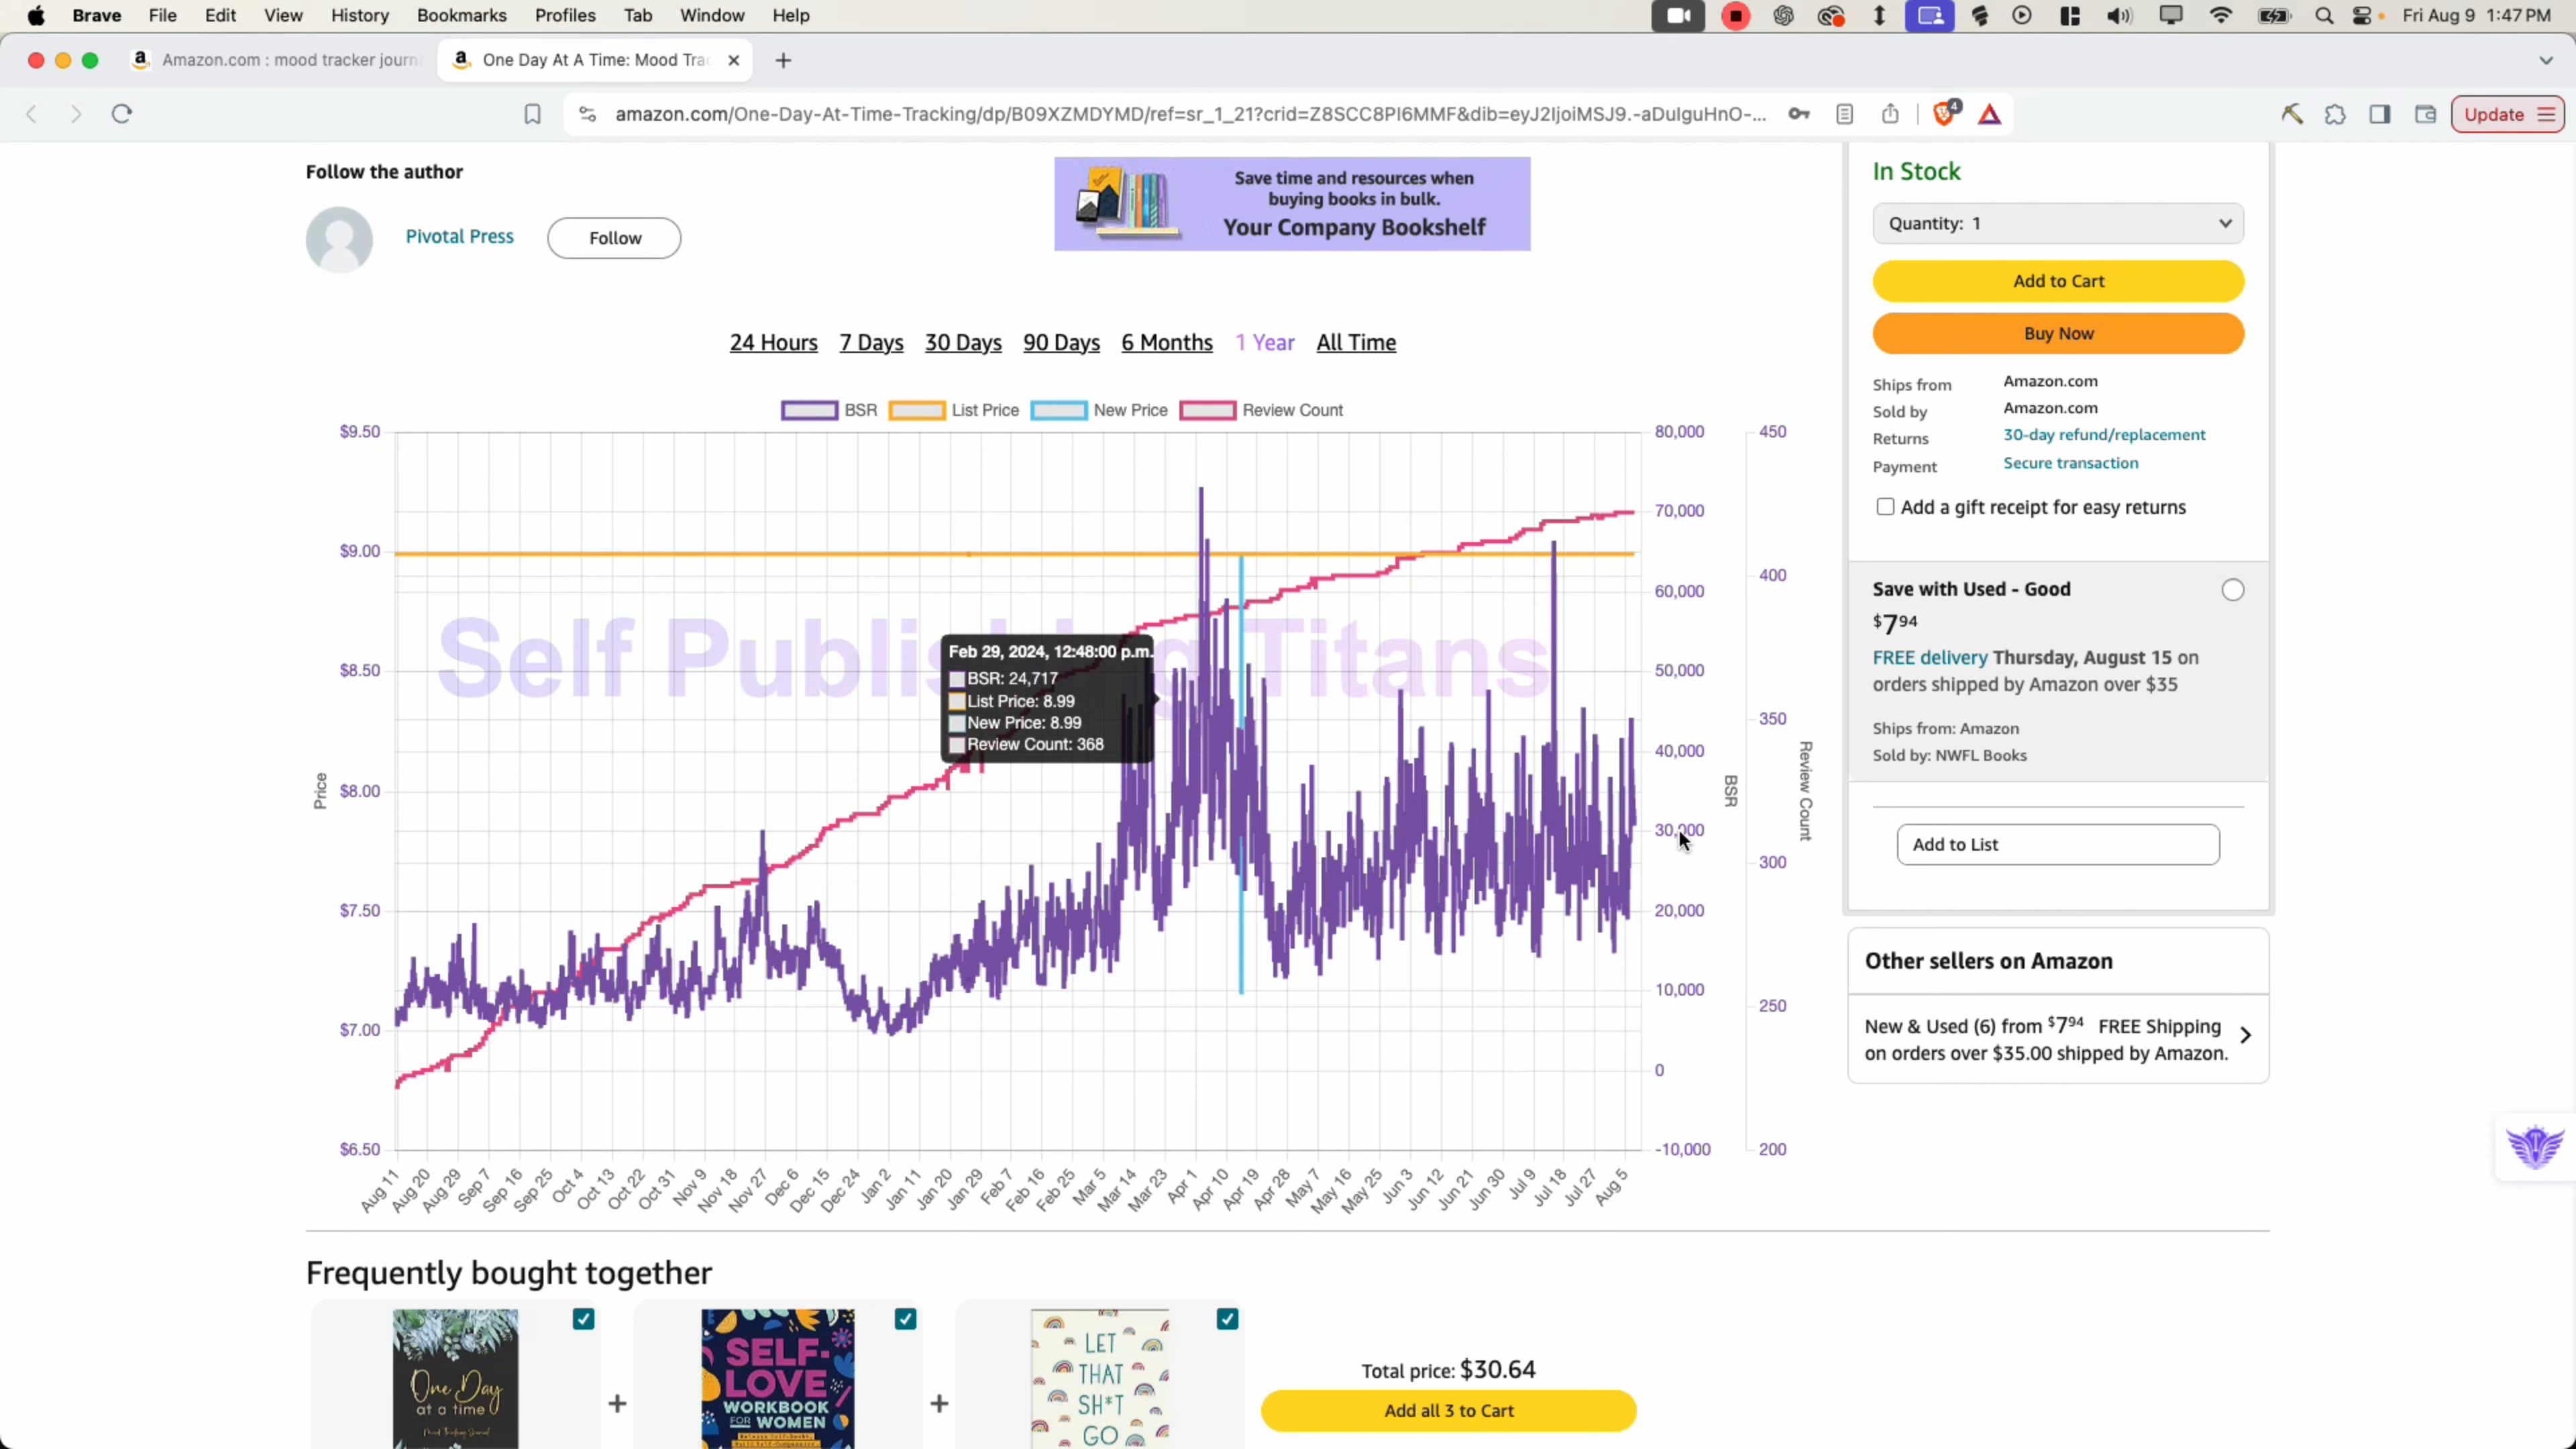 Brave File Edit View History Bookmarks Profiles Tab Window Help
Fri Aug 9 1:47 PM
Amazon.com : mood tracker journ
One Day At A Time: Mood Tra
amazon.com/One-Day-At-Time-Tracking/dp/B09XZMDYMD/ref=sr_1_21?crid=Z8SCC8PI6MMF&dib=eyJ2IjoiMSJ9.-aDuIguHnO-...
4
Update
Follow the author
Pivotal Press
Follow
Save time and resources when
buying books in bulk.
Your Company Bookshelf
24 Hours 7 Days 30 Days 90 Days 6 Months 1 Year All Time
BSR List Price New Price Review Count
$9.50
$9.00
$8.50
$8.00
$7.50
$7.00
$6.50
Price
Self Publishing Titans
Feb 29, 2024, 12:48:00 p.m.
BSR: 24,717
List Price: 8.99
New Price: 8.99
Review Count: 368
80,000
70,000
60,000
50,000
40,000
30,000
20,000
10,000
0
-10,000
BSR
450
400
350
300
250
200
Review Count
Aug 11 Aug 20 Aug 29 Sep 7 Sep 16 Sep 25 Oct 4 Oct 13 Oct 22 Oct 31 Nov 9 Nov 18 Nov 27 Dec 6 Dec 15 Dec 24 Jan 2 Jan 11 Jan 20 Jan 29 Feb 7 Feb 16 Feb 25 Mar 5 Mar 14 Mar 23 Apr 1 Apr 10 Apr 19 Apr 28 May 7 May 16 May 25 Jun 3 Jun 12 Jun 21 Jun 30 Jul 9 Jul 18 Jul 27 Aug 5
In Stock
Quantity: 1
Add to Cart
Buy Now
Ships from Amazon.com
Sold by Amazon.com
Returns 30-day refund/replacement
Payment Secure transaction
Add a gift receipt for easy returns
Save with Used - Good
$794
FREE delivery Thursday, August 15 on
orders shipped by Amazon over $35
Ships from: Amazon
Sold by: NWFL Books
Add to List
Other sellers on Amazon
New & Used (6) from $794 FREE Shipping
on orders over $35.00 shipped by Amazon.
Frequently bought together
One Day
at a time
Mood Tracking Journal
+
SELF-
LOVE
WORKBOOK
FOR WOMEN
+
LET
THAT
SH*T
GO
Total price: $30.64
Add all 3 to Cart